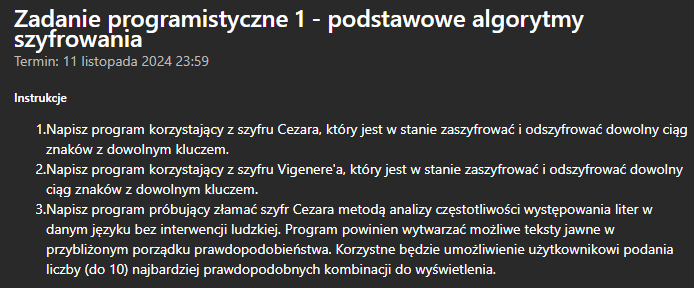 Zadanie programistyczne 1 - podstawowe algorytmy
szyfrowania
Termin: 11 listopada 2024 23:59
Instrukcje
1.Napisz program korzystający z szyfru Cezara, który jest w stanie zaszyfrować i odszyfrować dowolny ciąg
znaków z dowolnym kluczem.
2.Napisz program korzystający z szyfru Vigenere'a, który jest w stanie zaszyfrować i odszyfrować dowolny
ciąg znaków z dowolnym kluczem.
3.Napisz program próbujący złamać szyfr Cezara metodą analizy częstotliwości występowania liter w
danym języku bez interwencji ludzkiej. Program powinien wytwarzać możliwe teksty jawne w
przybliżonym porządku prawdopodobieństwa. Korzystne będzie umożliwienie użytkownikowi podania
liczby (do 10) najbardziej prawdopodobnych kombinacji do wyświetlenia.